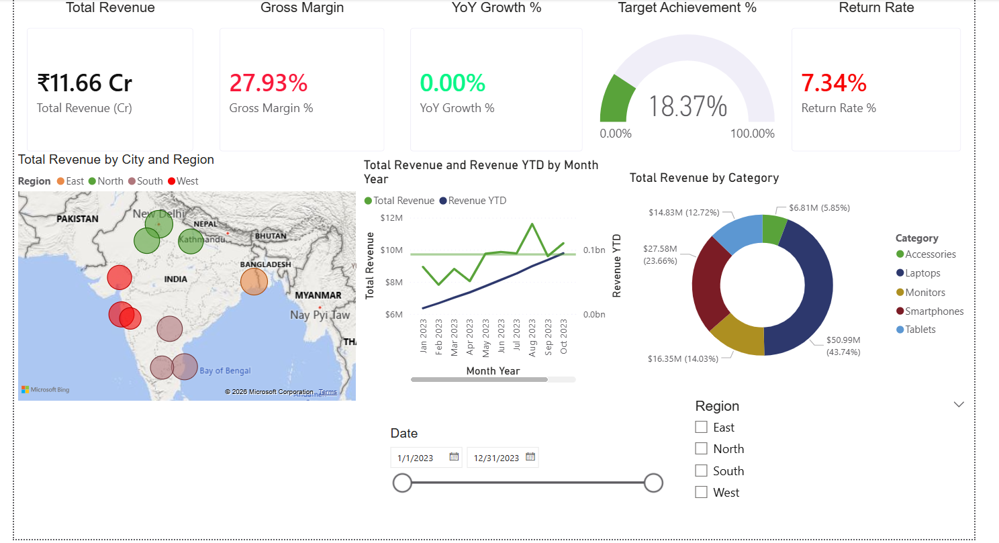 Total Revenue
Gross Margin
YoY Growth %
Target Achievement %
Return Rate
₹11.66 Cr
Total Revenue (Cr)
27.93%
Gross Margin %
0.00%
YoY Growth %
18.37%
0.00%
100.00%
7.34%
Return Rate %
Total Revenue by City and Region
Region East North South West
PAKISTAN
New Delhi
NEPAL
Kathmandu
BHUTAN
BANGLADESH
INDIA
MYANMAR
Nay Pyi Taw
Bay of Bengal
Microsoft Bing
© 2026 Microsoft Corporation Terms
Total Revenue and Revenue YTD by Month
Year
Total Revenue Revenue YTD
$12M
$10M
$8M
$6M
Total Revenue
0.1bn
0.0bn
Revenue YTD
Jan 2023
Feb 2023
Mar 2023
Apr 2023
May 2023
Jun 2023
Jul 2023
Aug 2023
Sep 2023
Oct 2023
Month Year
Total Revenue by Category
$6.81M (5.85%)
$14.83M (12.72%)
$27.58M
(23.66%)
$16.35M (14.03%)
$50.99M
(43.74%)
Category
Accessories
Laptops
Monitors
Smartphones
Tablets
Date
1/1/2023
12/31/2023
Region
East
North
South
West